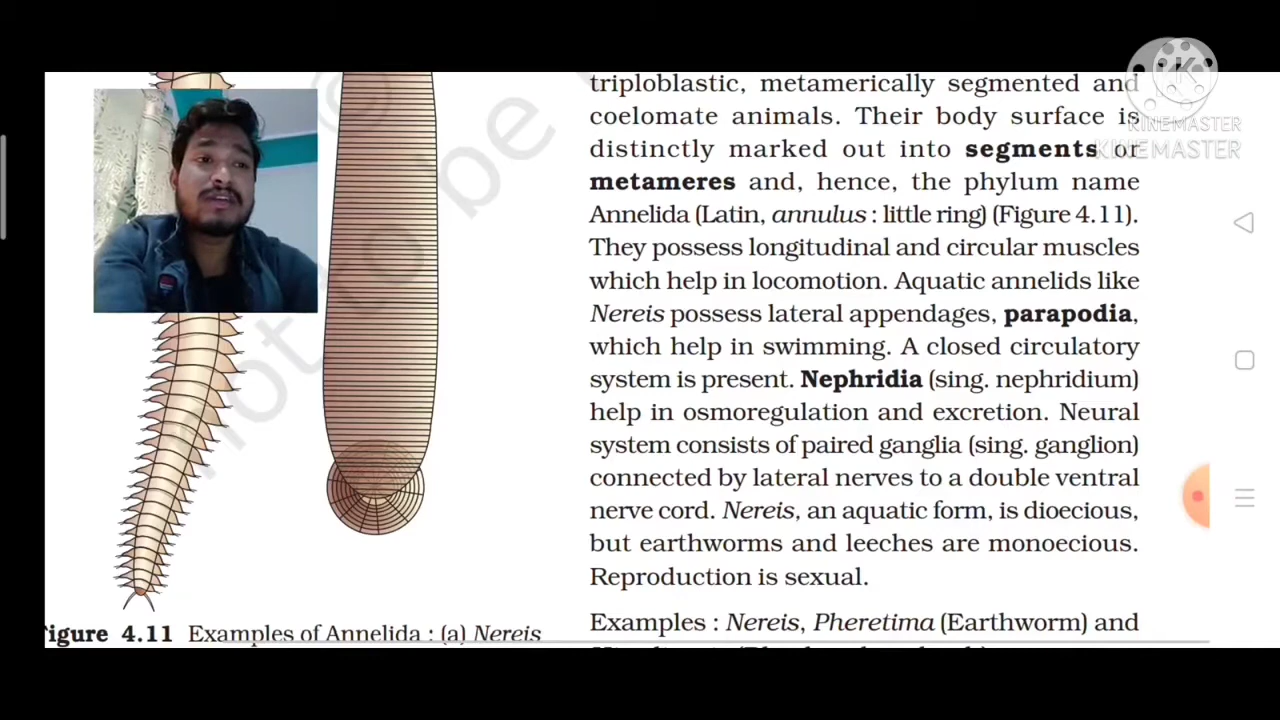 triploblastic, metamerically segmented and
coelomate animals. Their body surface is
distinctly marked out into segments or
metameres and, hence, the phylum name
Annelida (Latin, annulus : little ring) (Figure 4.11).
They possess longitudinal and circular muscles
which help in locomotion. Aquatic annelids like
Nereis possess lateral appendages, parapodia,
which help in swimming. A closed circulatory
system is present. Nephridia (sing. nephridium)
help in osmoregulation and excretion. Neural
system consists of paired ganglia (sing. ganglion)
connected by lateral nerves to a double ventral
nerve cord. Nereis, an aquatic form, is dioecious,
but earthworms and leeches are monoecious.
Reproduction is sexual.
Examples : Nereis, Pheretima (Earthworm) and
igure 4.11 Examples of Annelida : (a) Nereis
not to be
KINEMASTER
KINEMASTER